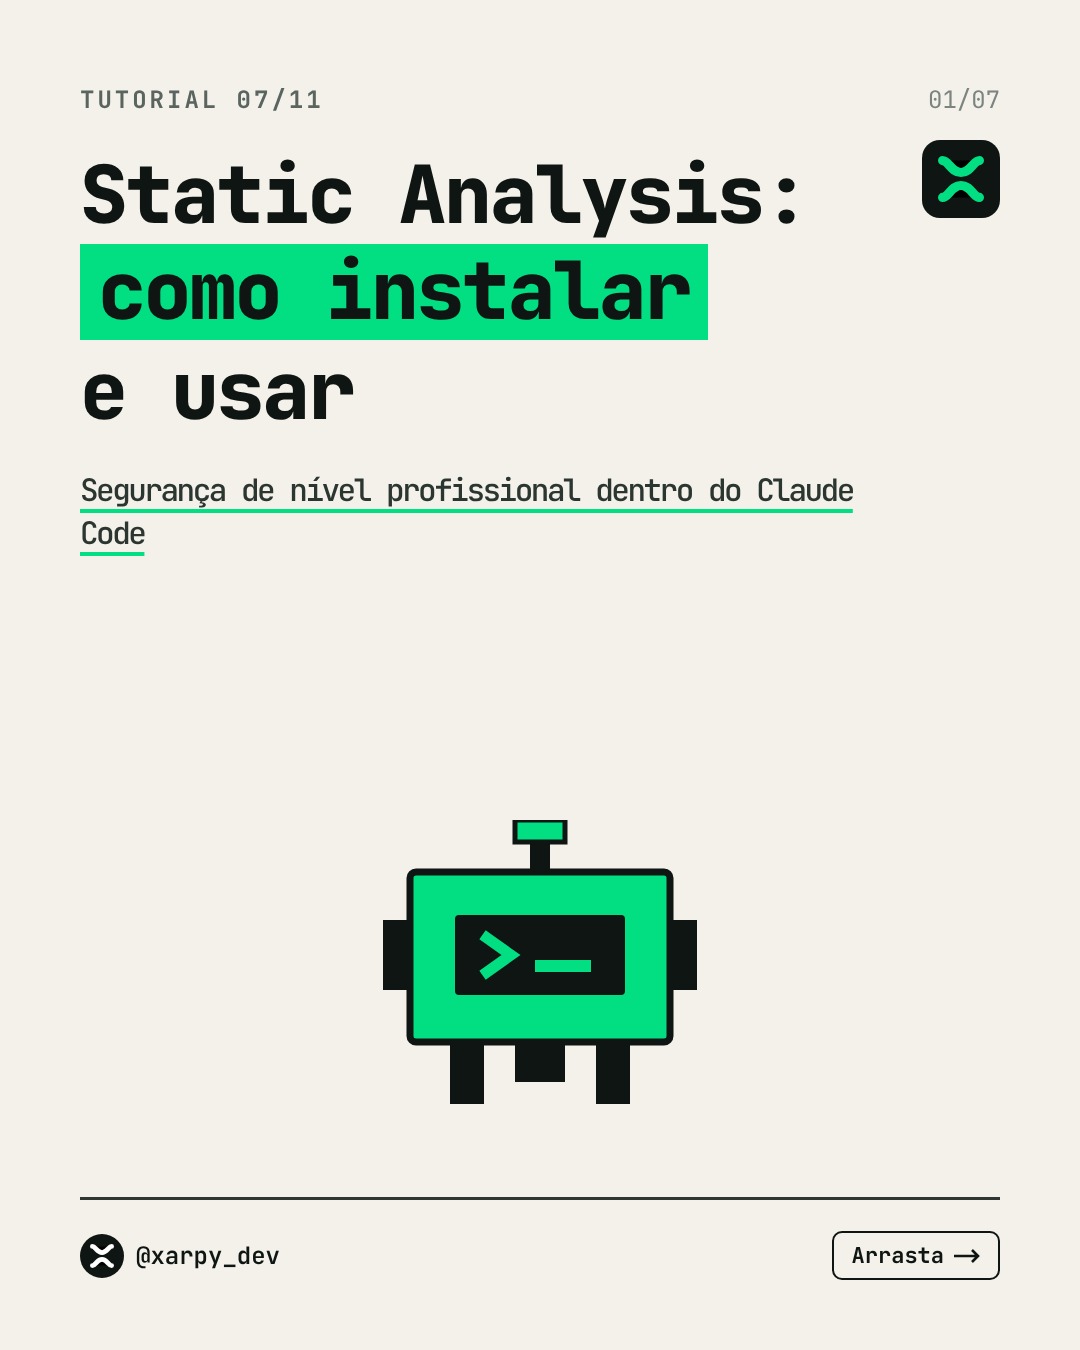 TUTORIAL 07/11
01/07
Static Analysis:
como instalar
e usar
Segurança de nível profissional dentro do Claude
Code
>_
@xarpy_dev
Arrasta →